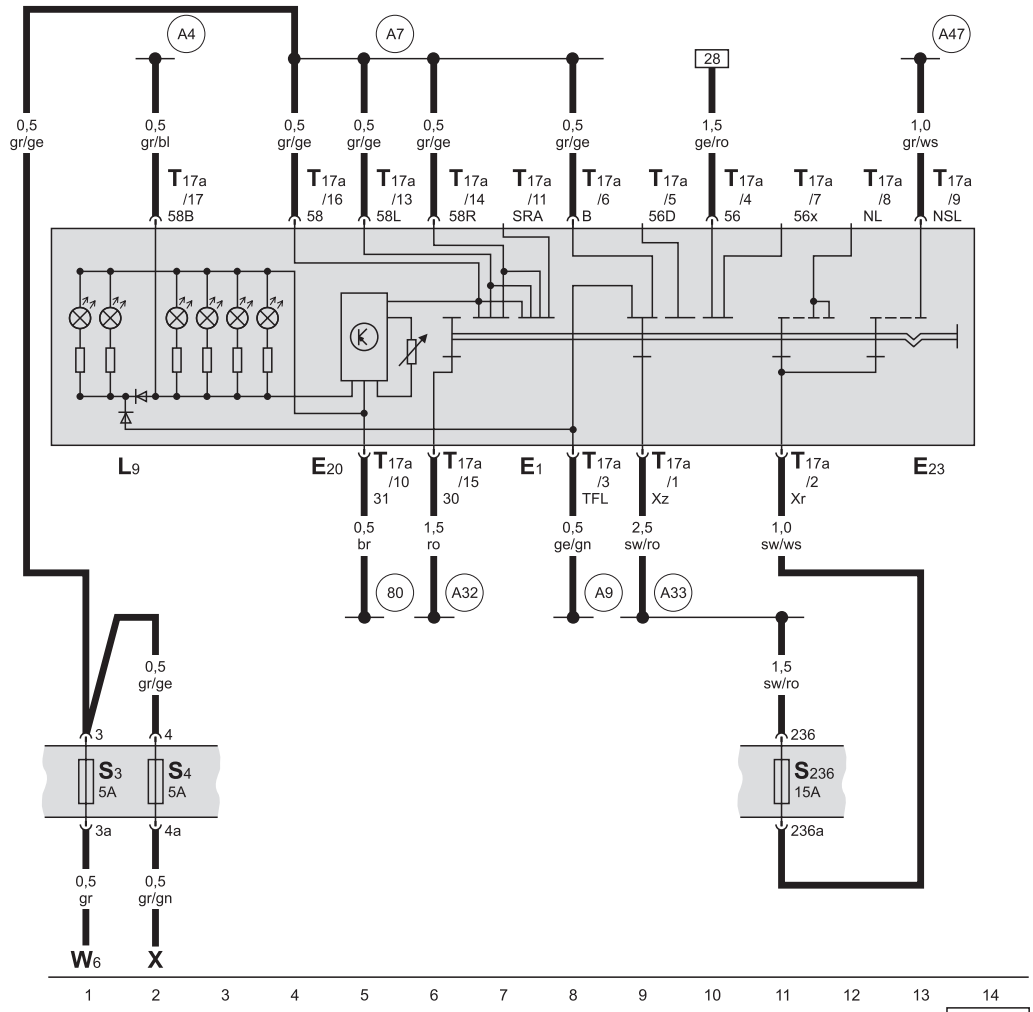 A4
A7
28
A47
0,5
gr/ge
0,5
gr/bl
0,5
gr/ge
0,5
gr/ge
0,5
gr/ge
0,5
gr/ge
1,5
ge/ro
1,0
gr/ws
T17a
/17
58B
T17a
/16
58
T17a
/13
58L
T17a
/14
58R
T17a
/11
SRA
T17a
/6
B
T17a
/5
56D
T17a
/4
56
T17a
/7
56x
T17a
/8
NL
T17a
/9
NSL
L9
E20
E1
E23
T17a
/10
31
T17a
/15
30
T17a
/3
TFL
T17a
/1
Xz
T17a
/2
Xr
0,5
br
1,5
ro
0,5
ge/gn
2,5
sw/ro
1,0
sw/ws
80
A32
A9
A33
0,5
gr/ge
1,5
sw/ro
3
4
236
S3
5A
S4
5A
S236
15A
3a
4a
236a
0,5
gr
0,5
gr/gn
W6
X
1 2 3 4 5 6 7 8 9 10 11 12 13 14